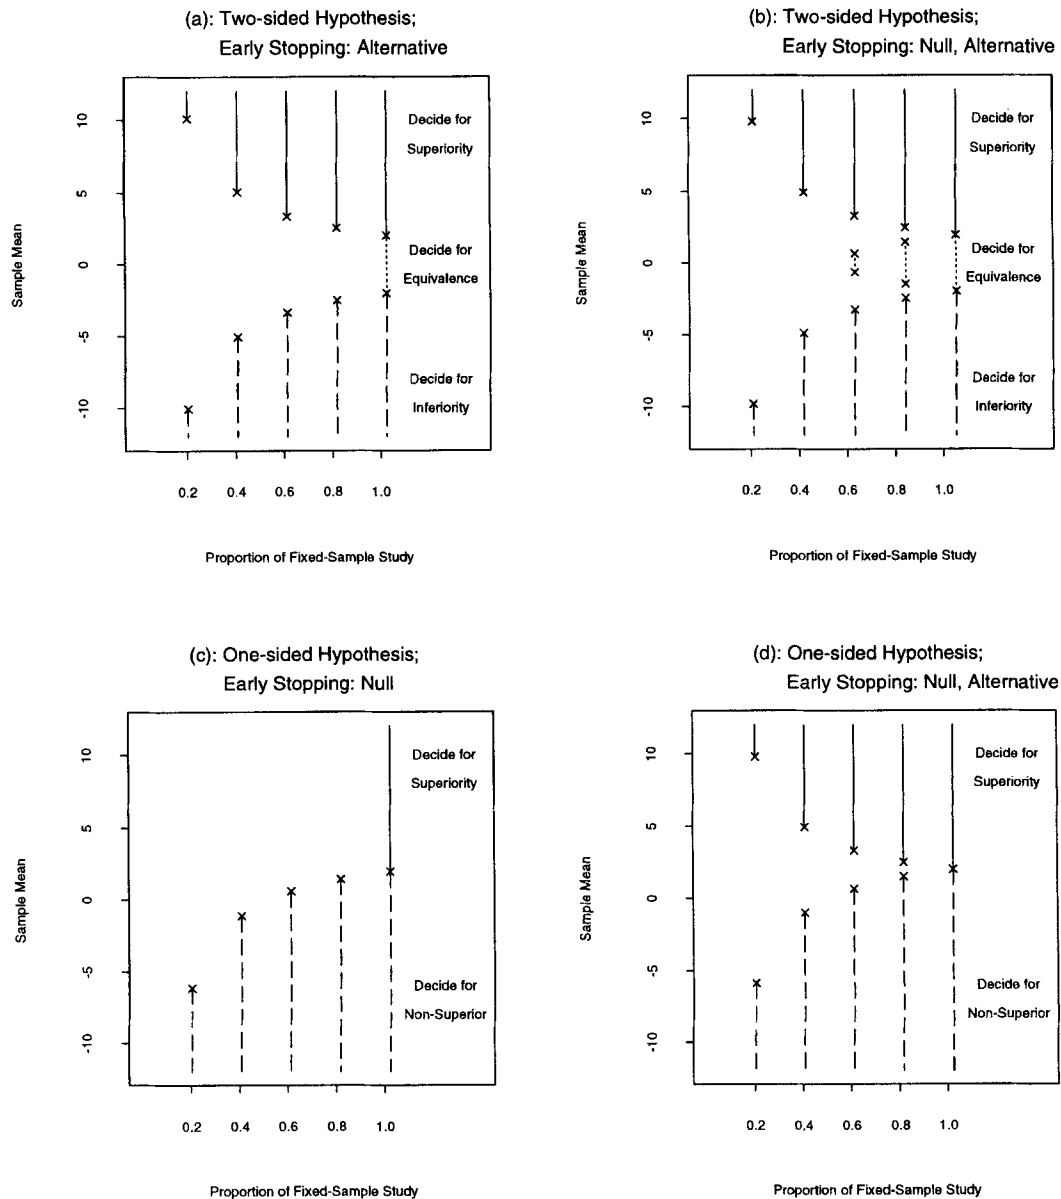 (a): Two-sided Hypothesis;
Early Stopping: Alternative
10
5
0
-5
-10
Sample Mean
Decide for
Superiority
Decide for
Equivalence
Decide for
Inferiority
0.2 0.4 0.6 0.8 1.0
Proportion of Fixed-Sample Study
(b): Two-sided Hypothesis;
Early Stopping: Null, Alternative
10
5
0
-5
-10
Sample Mean
Decide for
Superiority
Decide for
Equivalence
Decide for
Inferiority
0.2 0.4 0.6 0.8 1.0
Proportion of Fixed-Sample Study
(c): One-sided Hypothesis;
Early Stopping: Null
10
5
0
-5
-10
Sample Mean
Decide for
Superiority
Decide for
Non-Superior
0.2 0.4 0.6 0.8 1.0
Proportion of Fixed-Sample Study
(d): One-sided Hypothesis;
Early Stopping: Null, Alternative
10
5
0
-5
-10
Sample Mean
Decide for
Superiority
Decide for
Non-Superior
0.2 0.4 0.6 0.8 1.0
Proportion of Fixed-Sample Study